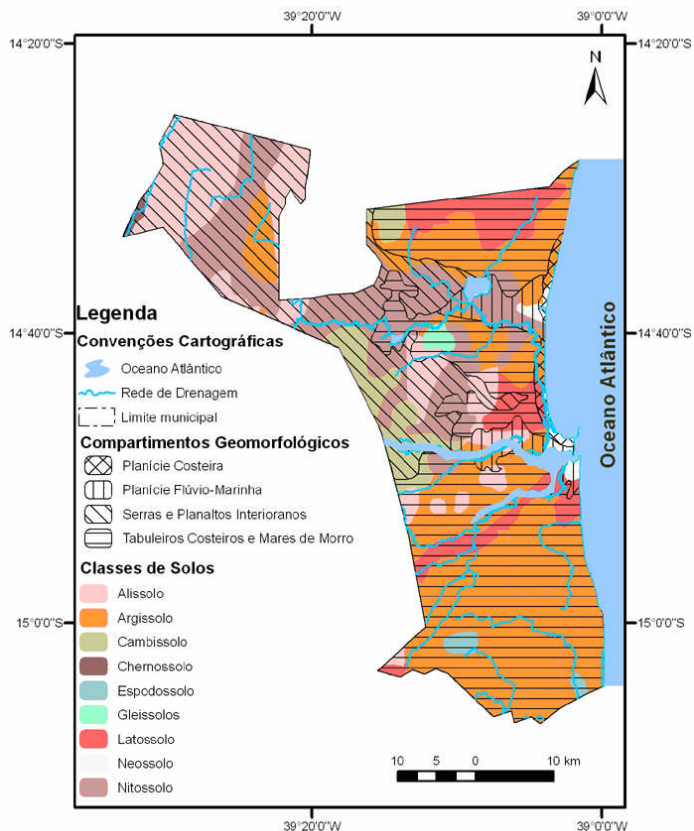 39°20'0"W
39°0'0"W
14°20'0"S
14°20'0"S
N
Legenda
Convenções Cartográficas
Oceano Atlântico
Rede de Drenagem
Limite municipal
Compartimentos Geomorfológicos
Planície Costeira
Planície Flúvio-Marinha
Serras e Planaltos Interioranos
Tabuleiros Costeiros e Mares de Morro
Classes de Solos
Alissolo
Argissolo
Cambissolo
Chernossolo
Espodossolo
Gleissolos
Latossolo
Neossolo
Nitossolo
14°40'0"S
14°40'0"S
Oceano Atlântico
15°0'0"S
15°0'0"S
10 5 0 10 km
39°20'0"W
39°0'0"W